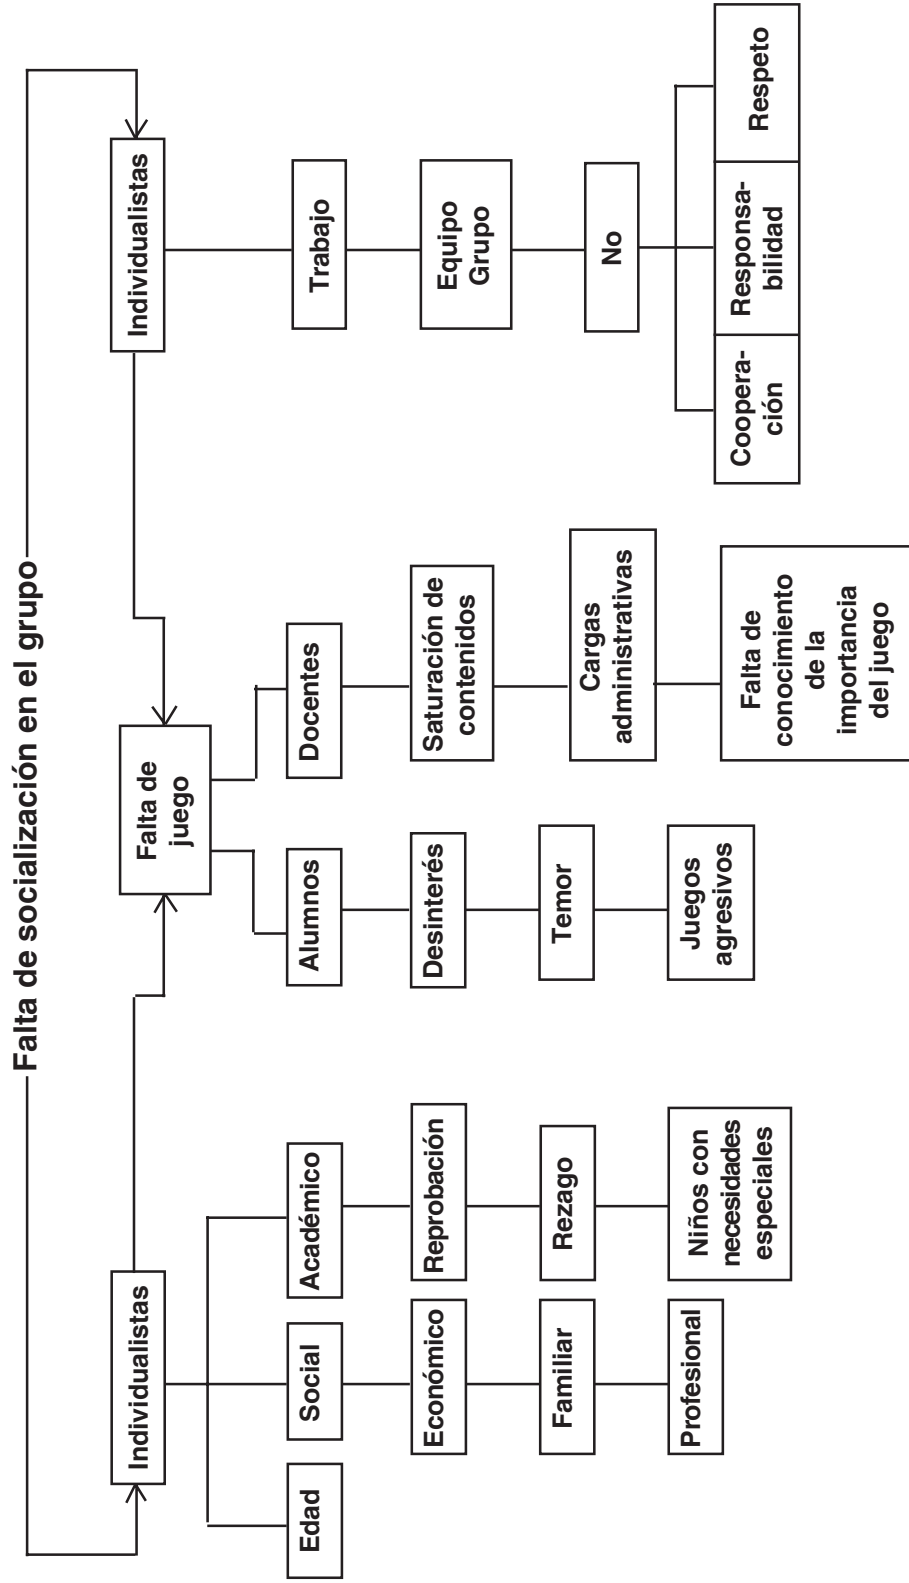 Falta de socialización en el grupo
Individualistas
Edad
Social
Económico
Familiar
Profesional
Académico
Reprobación
Rezago
Niños con
necesidades
especiales
Falta de
juego
Alumnos
Desinterés
Temor
Juegos
agresivos
Docentes
Saturación de
contenidos
Cargas
administrativas
Falta de
conocimiento
de la
importancia
del juego
Individualistas
Trabajo
Equipo
Grupo
No
Coopera-
ción
Responsa-
bilidad
Respeto